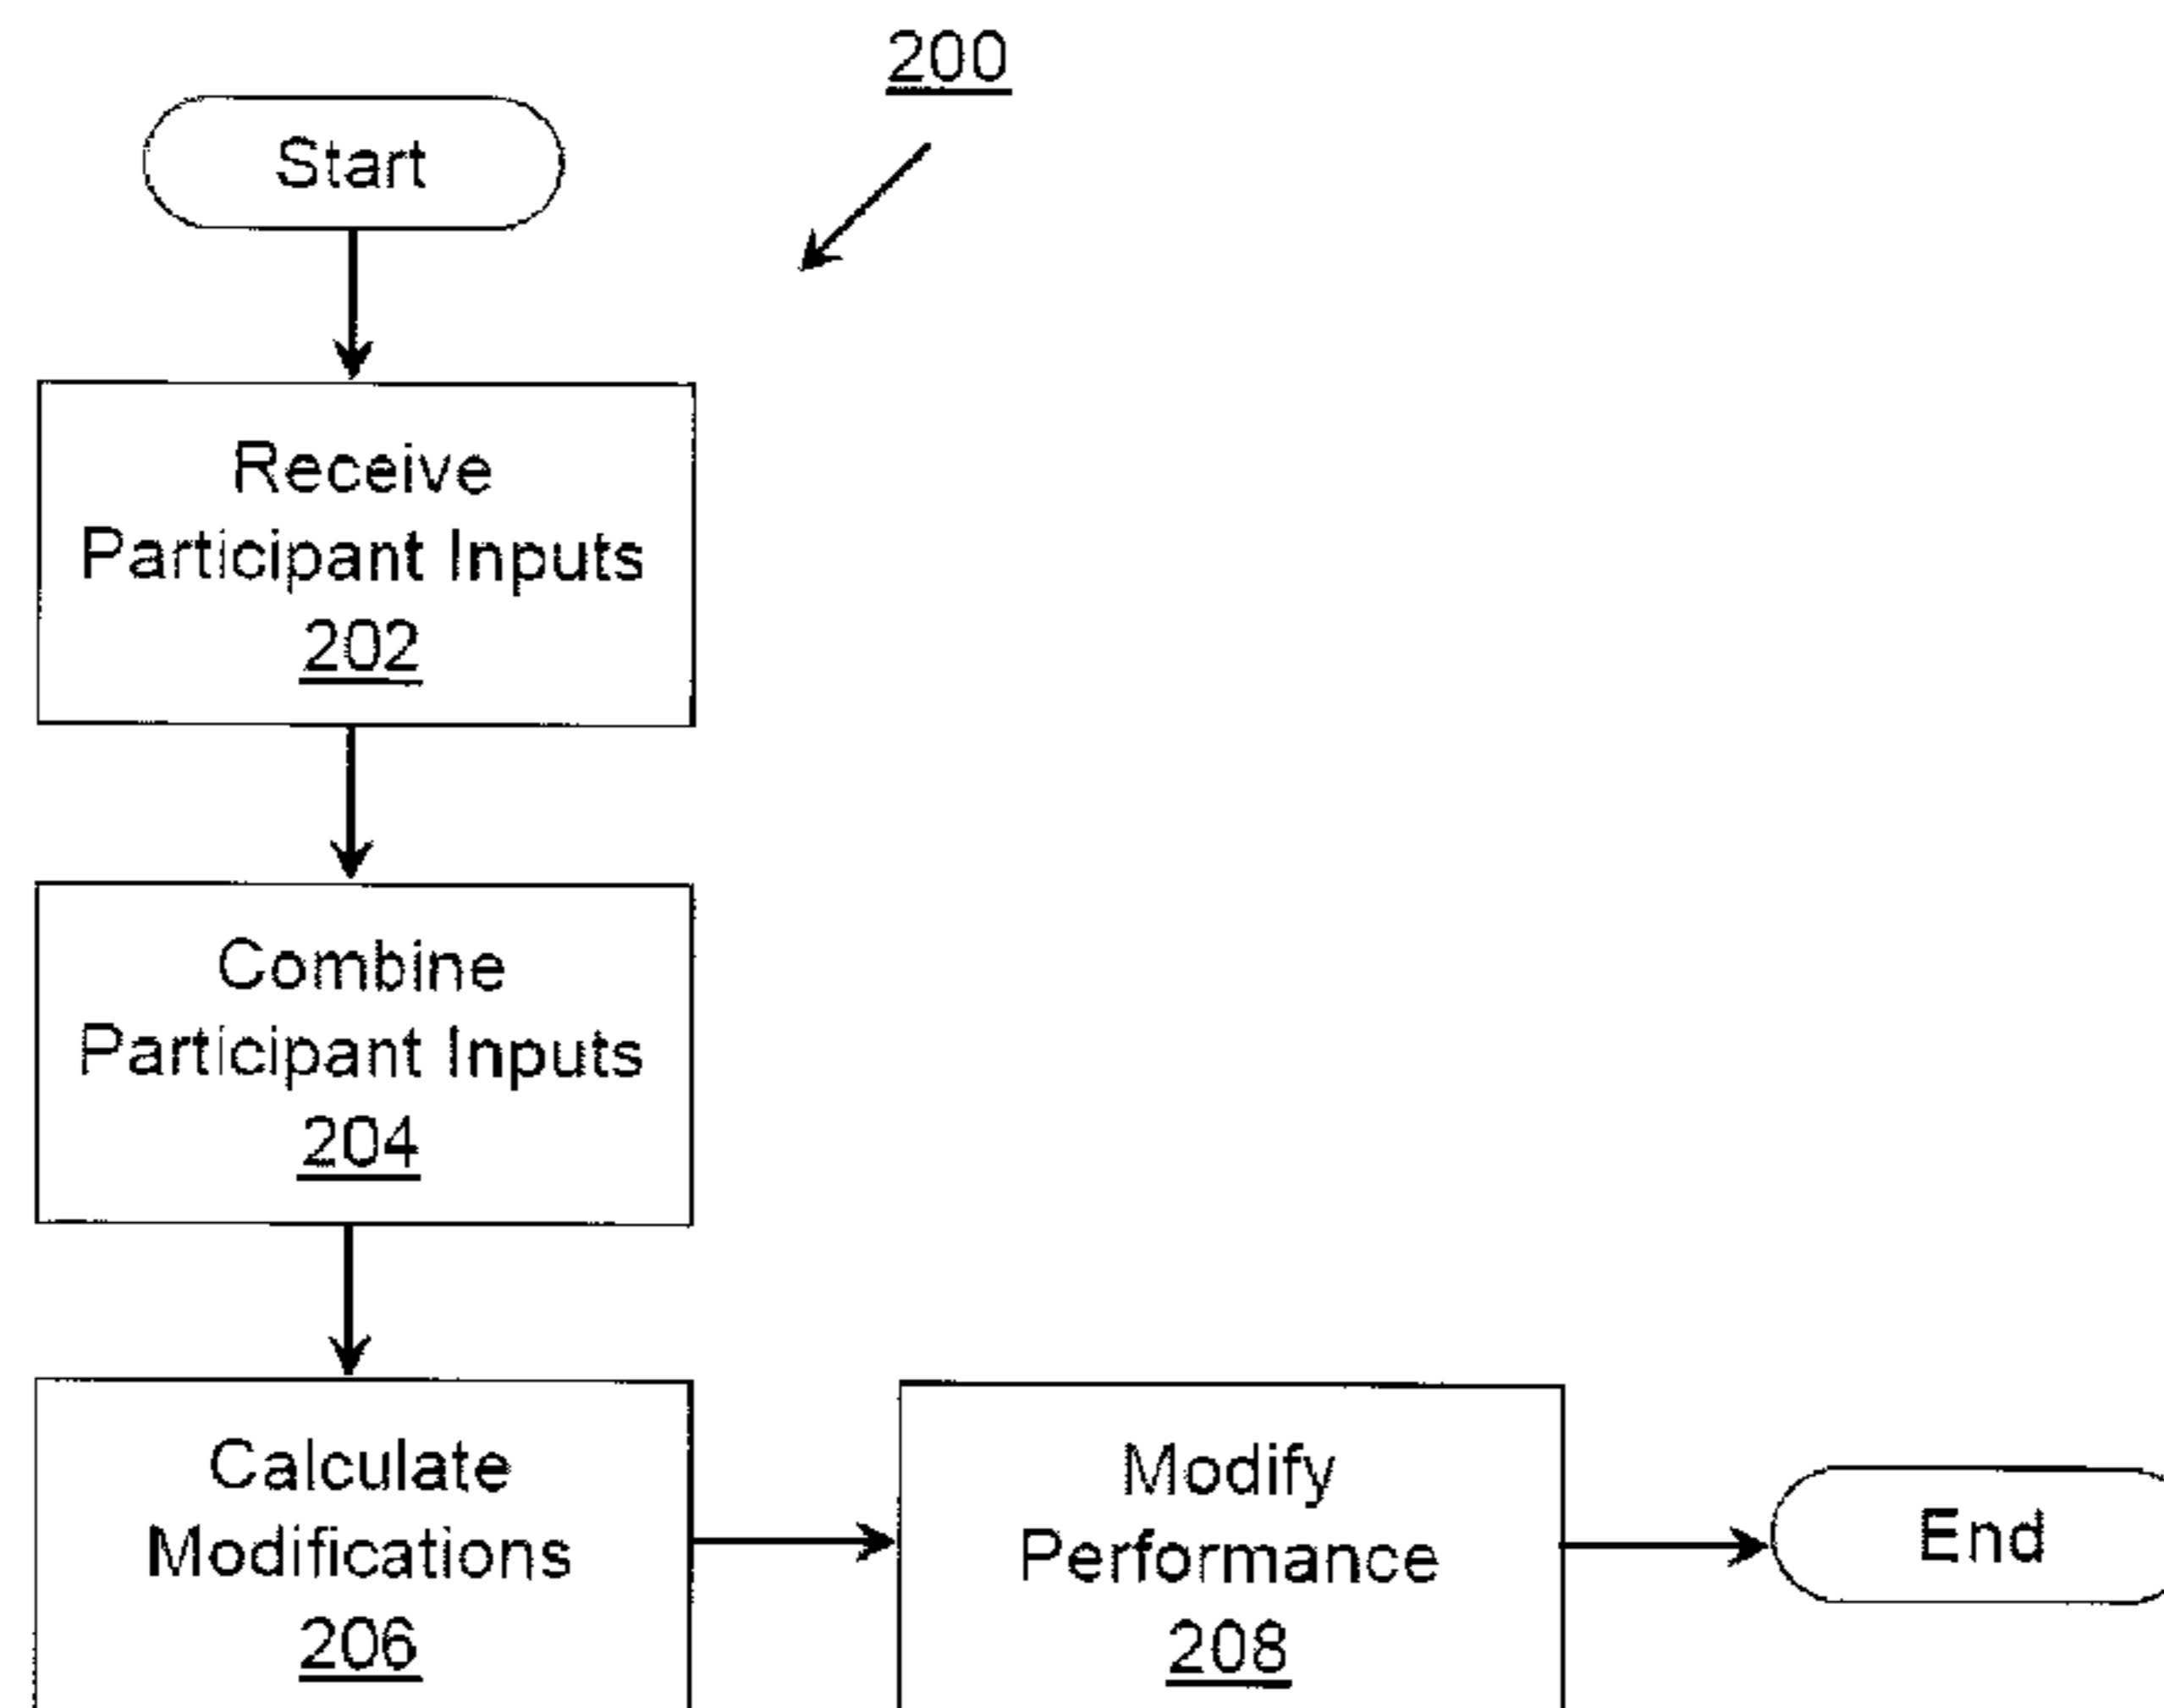 200
Start
Receive
Participant Inputs
202
Combine
Participant Inputs
204
Calculate
Modifications
206
Modify
Performance
208
End